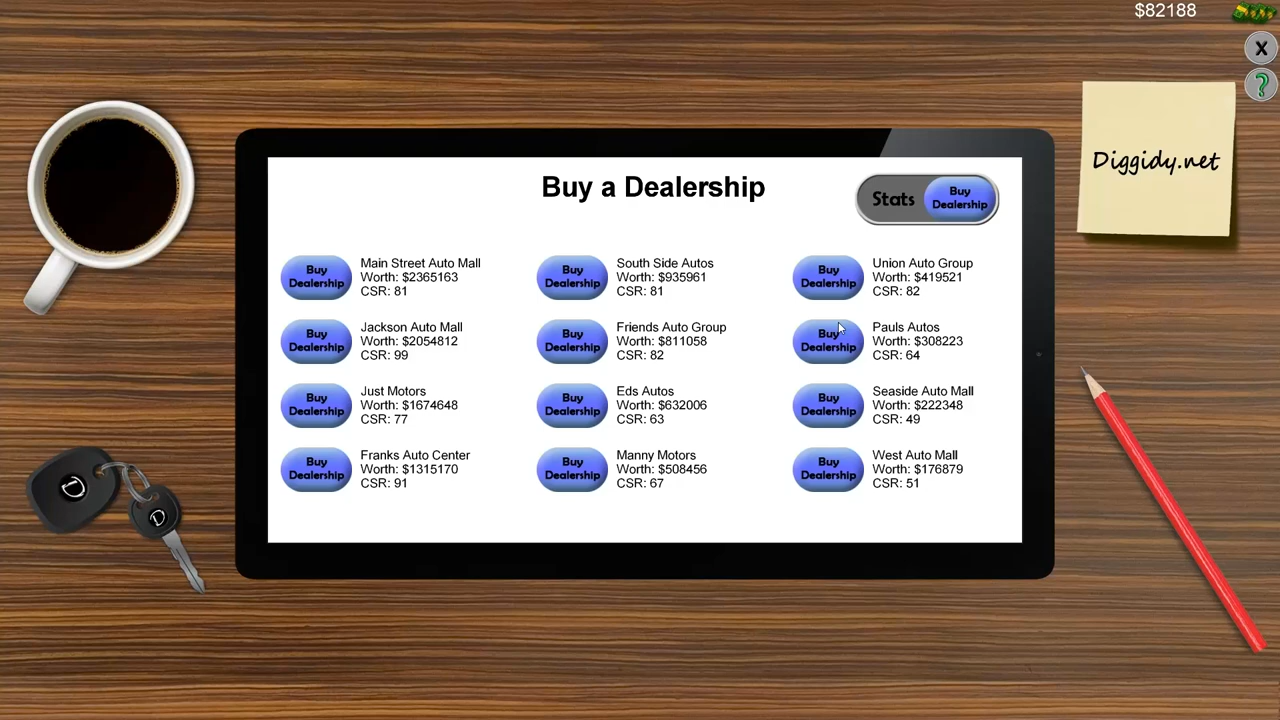 $82188
X
?
Diggidy.net
Buy a Dealership
Stats
Buy
Dealership
Buy
Dealership
Main Street Auto Mall
Worth: $2365163
CSR: 81
Buy
Dealership
South Side Autos
Worth: $935961
CSR: 81
Buy
Dealership
Union Auto Group
Worth: $419521
CSR: 82
Buy
Dealership
Jackson Auto Mall
Worth: $2054812
CSR: 99
Buy
Dealership
Friends Auto Group
Worth: $811058
CSR: 82
Buy
Dealership
Pauls Autos
Worth: $308223
CSR: 64
Buy
Dealership
Just Motors
Worth: $1674648
CSR: 77
Buy
Dealership
Eds Autos
Worth: $632006
CSR: 63
Buy
Dealership
Seaside Auto Mall
Worth: $222348
CSR: 49
Buy
Dealership
Franks Auto Center
Worth: $1315170
CSR: 91
Buy
Dealership
Manny Motors
Worth: $508456
CSR: 67
Buy
Dealership
West Auto Mall
Worth: $176879
CSR: 51
D
D